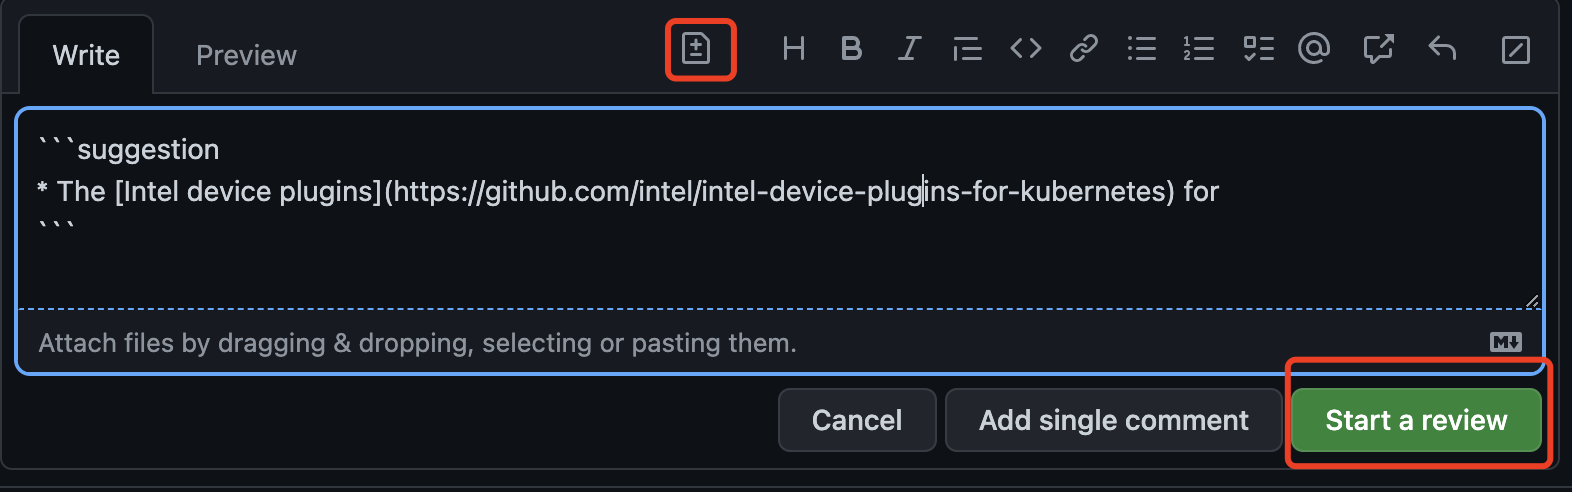 Write Preview
```suggestion
* The [Intel device plugins](https://github.com/intel/intel-device-plugins-for-kubernetes) for
```
Attach files by dragging & dropping, selecting or pasting them.
Cancel Add single comment Start a review